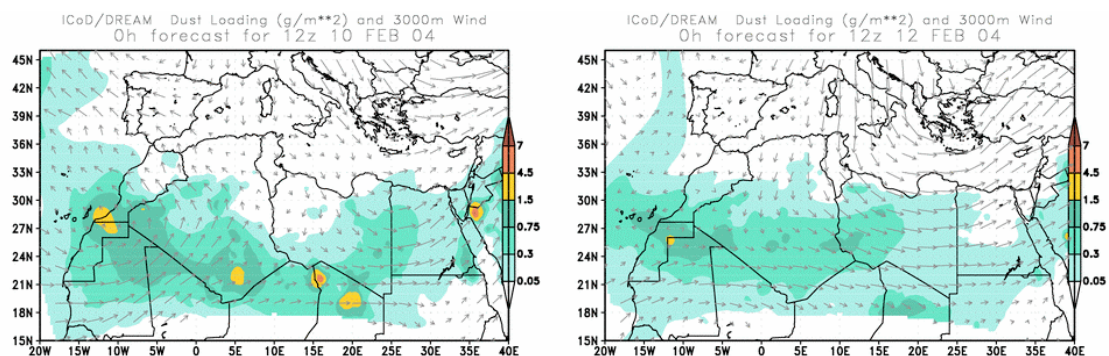 ICoD/DREAM Dust Loading (g/m**2) and 3000m Wind
0h forecast for 12z 10 FEB 04
45N
42N
39N
36N
33N
30N
27N
24N
21N
18N
15N
20W 15W 10W 5W 0 5E 10E 15E 20E 25E 30E 35E 40E
7
4.5
1.5
0.75
0.3
0.05
ICoD/DREAM Dust Loading (g/m**2) and 3000m Wind
0h forecast for 12z 12 FEB 04
45N
42N
39N
36N
33N
30N
27N
24N
21N
18N
15N
20W 15W 10W 5W 0 5E 10E 15E 20E 25E 30E 35E 40E
7
4.5
1.5
0.75
0.3
0.05